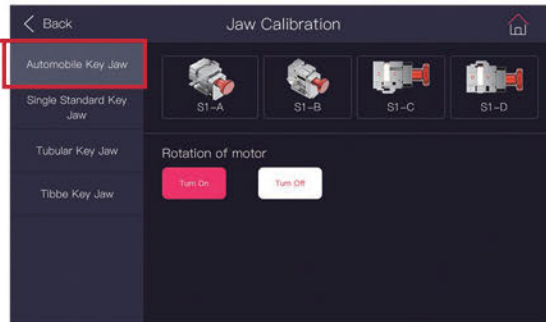 Back
Jaw Calibration
Automobile Key Jaw
Single Standard Key
Jaw
Tubular Key Jaw
Tibbe Key Jaw
S1-A
S1-B
S1-C
S1-D
Rotation of motor
Turn On
Turn Off